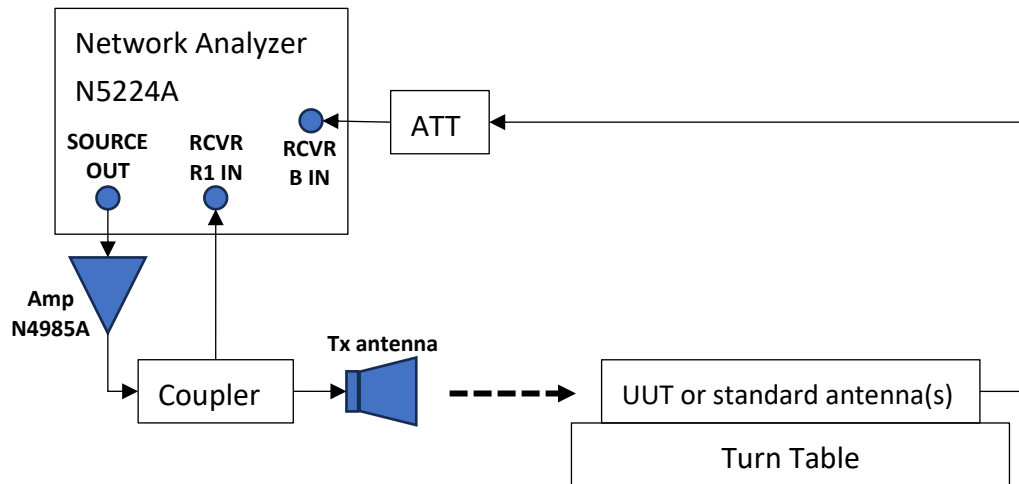 Network Analyzer
N5224A
ATT
SOURCE
OUT
RCVR
R1 IN
RCVR
B IN
Amp
N4985A
Tx antenna
Coupler
UUT or standard antenna(s)
Turn Table